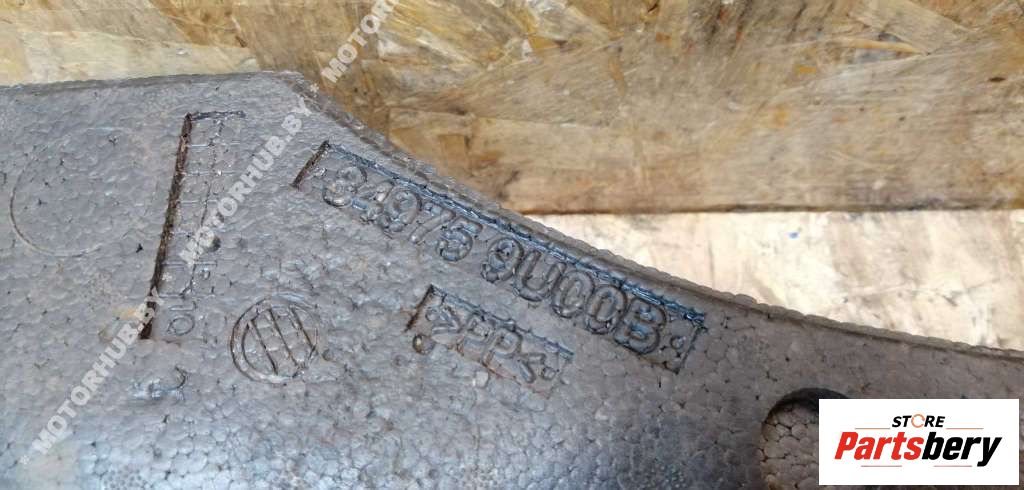 84975 9U00B
>PP<
MOTORHUB.BY
MOTORHUB.BY
MOTORHUB.BY
STORE
Partsbery